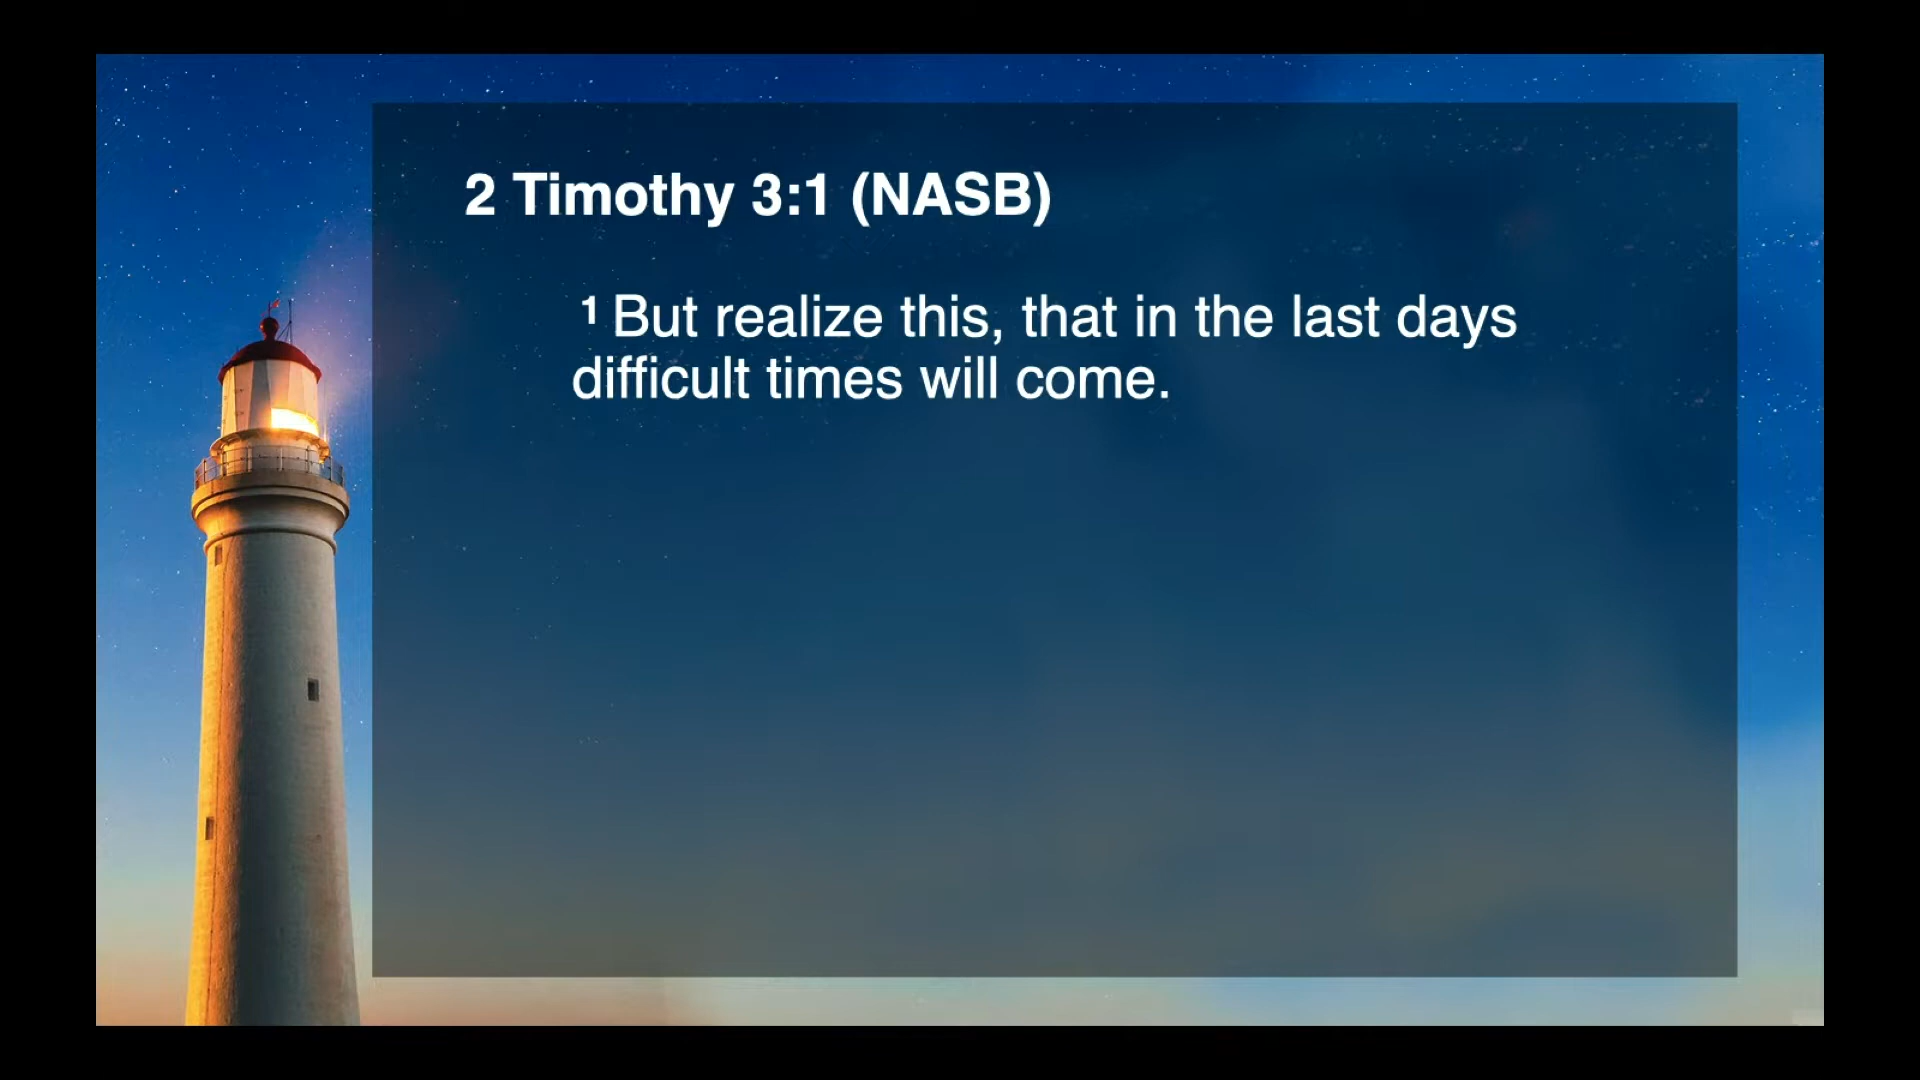 2 Timothy 3:1 (NASB)
1 But realize this, that in the last days
difficult times will come.